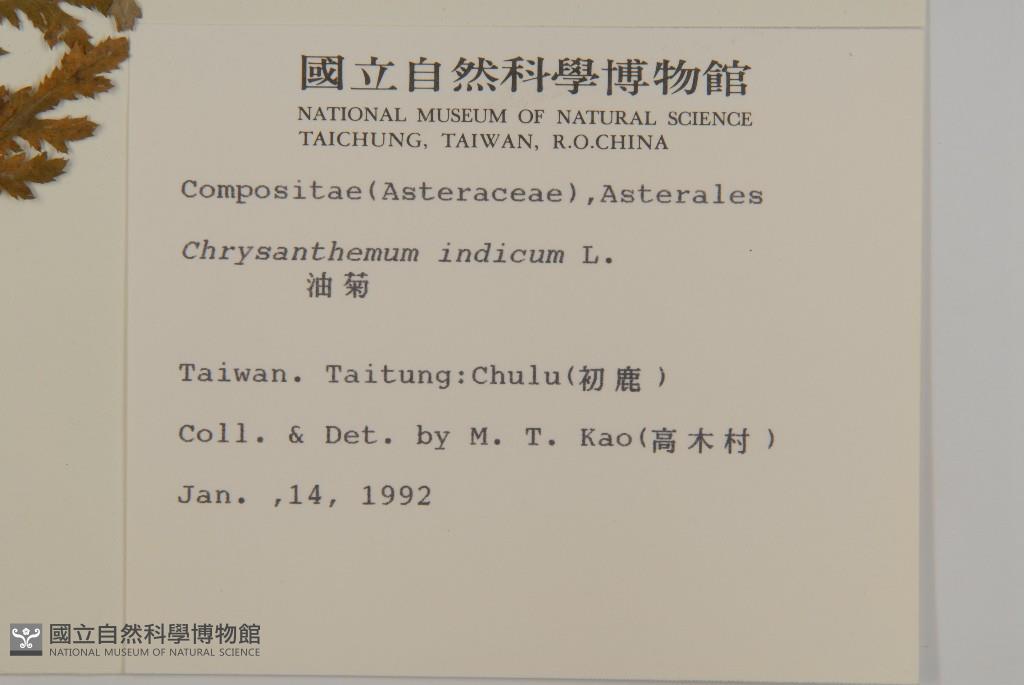 國立自然科學博物館
NATIONAL MUSEUM OF NATURAL SCIENCE
TAICHUNG, TAIWAN, R.O.CHINA
Compositae(Asteraceae),Asterales
Chrysanthemum indicum L.
油菊
Taiwan. Taitung:Chulu(初鹿)
Coll. & Det. by M. T. Kao(高木村)
Jan. ,14, 1992
國立自然科學博物館
NATIONAL MUSEUM OF NATURAL SCIENCE